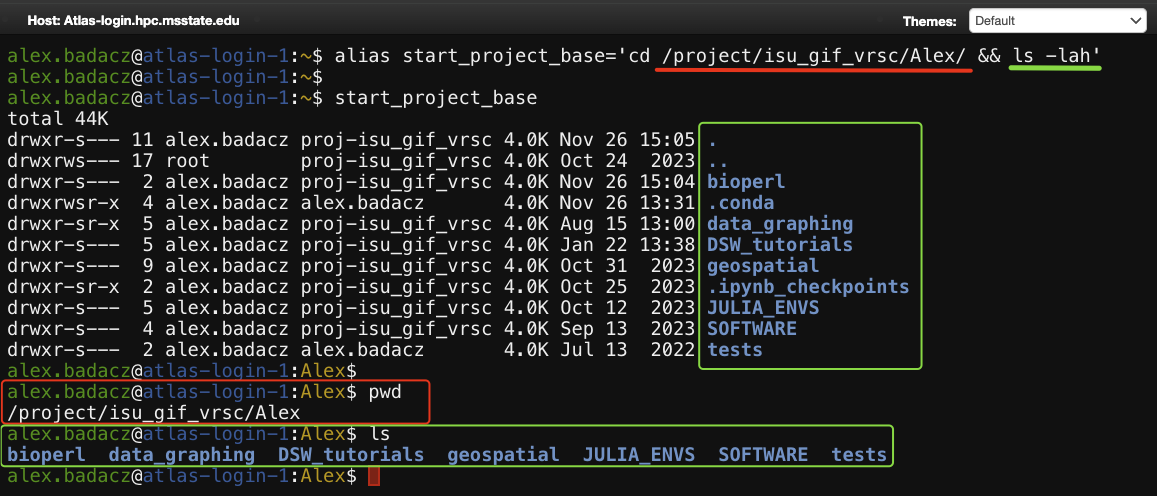 Host: Atlas-login.hpc.msstate.edu Themes: Default
alex.badacz@atlas-login-1:~$ alias start_project_base='cd /project/isu_gif_vrsc/Alex/ && ls -lah'
alex.badacz@atlas-login-1:~$
alex.badacz@atlas-login-1:~$ start_project_base
total 44K
drwxr-s--- 11 alex.badacz proj-isu_gif_vrsc 4.0K Nov 26 15:05 .
drwxrws--- 17 root        proj-isu_gif_vrsc 4.0K Oct 24  2023 ..
drwxr-s---  2 alex.badacz proj-isu_gif_vrsc 4.0K Nov 26 15:04 bioperl
drwxrwsr-x  4 alex.badacz alex.badacz       4.0K Nov 26 13:31 .conda
drwxrwsr-x  5 alex.badacz proj-isu_gif_vrsc 4.0K Aug 15 13:00 data_graphing
drwxr-s---  5 alex.badacz proj-isu_gif_vrsc 4.0K Jan 22 13:38 DSW_tutorials
drwxr-s---  9 alex.badacz proj-isu_gif_vrsc 4.0K Oct 31  2023 geospatial
drwxr-sr-x  2 alex.badacz proj-isu_gif_vrsc 4.0K Oct 25  2023 .ipynb_checkpoints
drwxr-s---  5 alex.badacz proj-isu_gif_vrsc 4.0K Oct 12  2023 JULIA_ENVS
drwxr-s---  4 alex.badacz proj-isu_gif_vrsc 4.0K Sep 13  2023 SOFTWARE
drwxr-s---  2 alex.badacz alex.badacz       4.0K Jul 13  2022 tests
alex.badacz@atlas-login-1:Alex$
alex.badacz@atlas-login-1:Alex$ pwd
/project/isu_gif_vrsc/Alex
alex.badacz@atlas-login-1:Alex$ ls
bioperl  data_graphing  DSW_tutorials  geospatial  JULIA_ENVS  SOFTWARE  tests
alex.badacz@atlas-login-1:Alex$